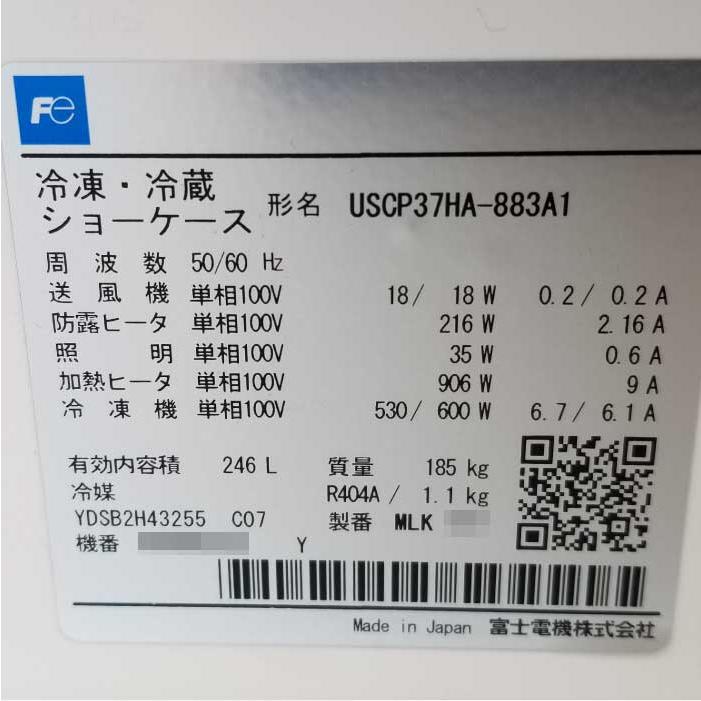 Fe
冷凍・冷蔵
ショーケース
形名 USCP37HA-883A1
周波数 50/60 Hz
送風機 単相100V 18/ 18 W 0.2/ 0.2 A
防露ヒータ 単相100V 216 W 2.16 A
照明 単相100V 35 W 0.6 A
加熱ヒータ 単相100V 906 W 9 A
冷凍機 単相100V 530/ 600 W 6.7/ 6.1 A
有効内容積 246 L 質量 185 kg
冷媒 R404A / 1.1 kg
YDSB2H43255 C07 製番 MLK
機番 Y
Made in Japan 富士電機株式会社